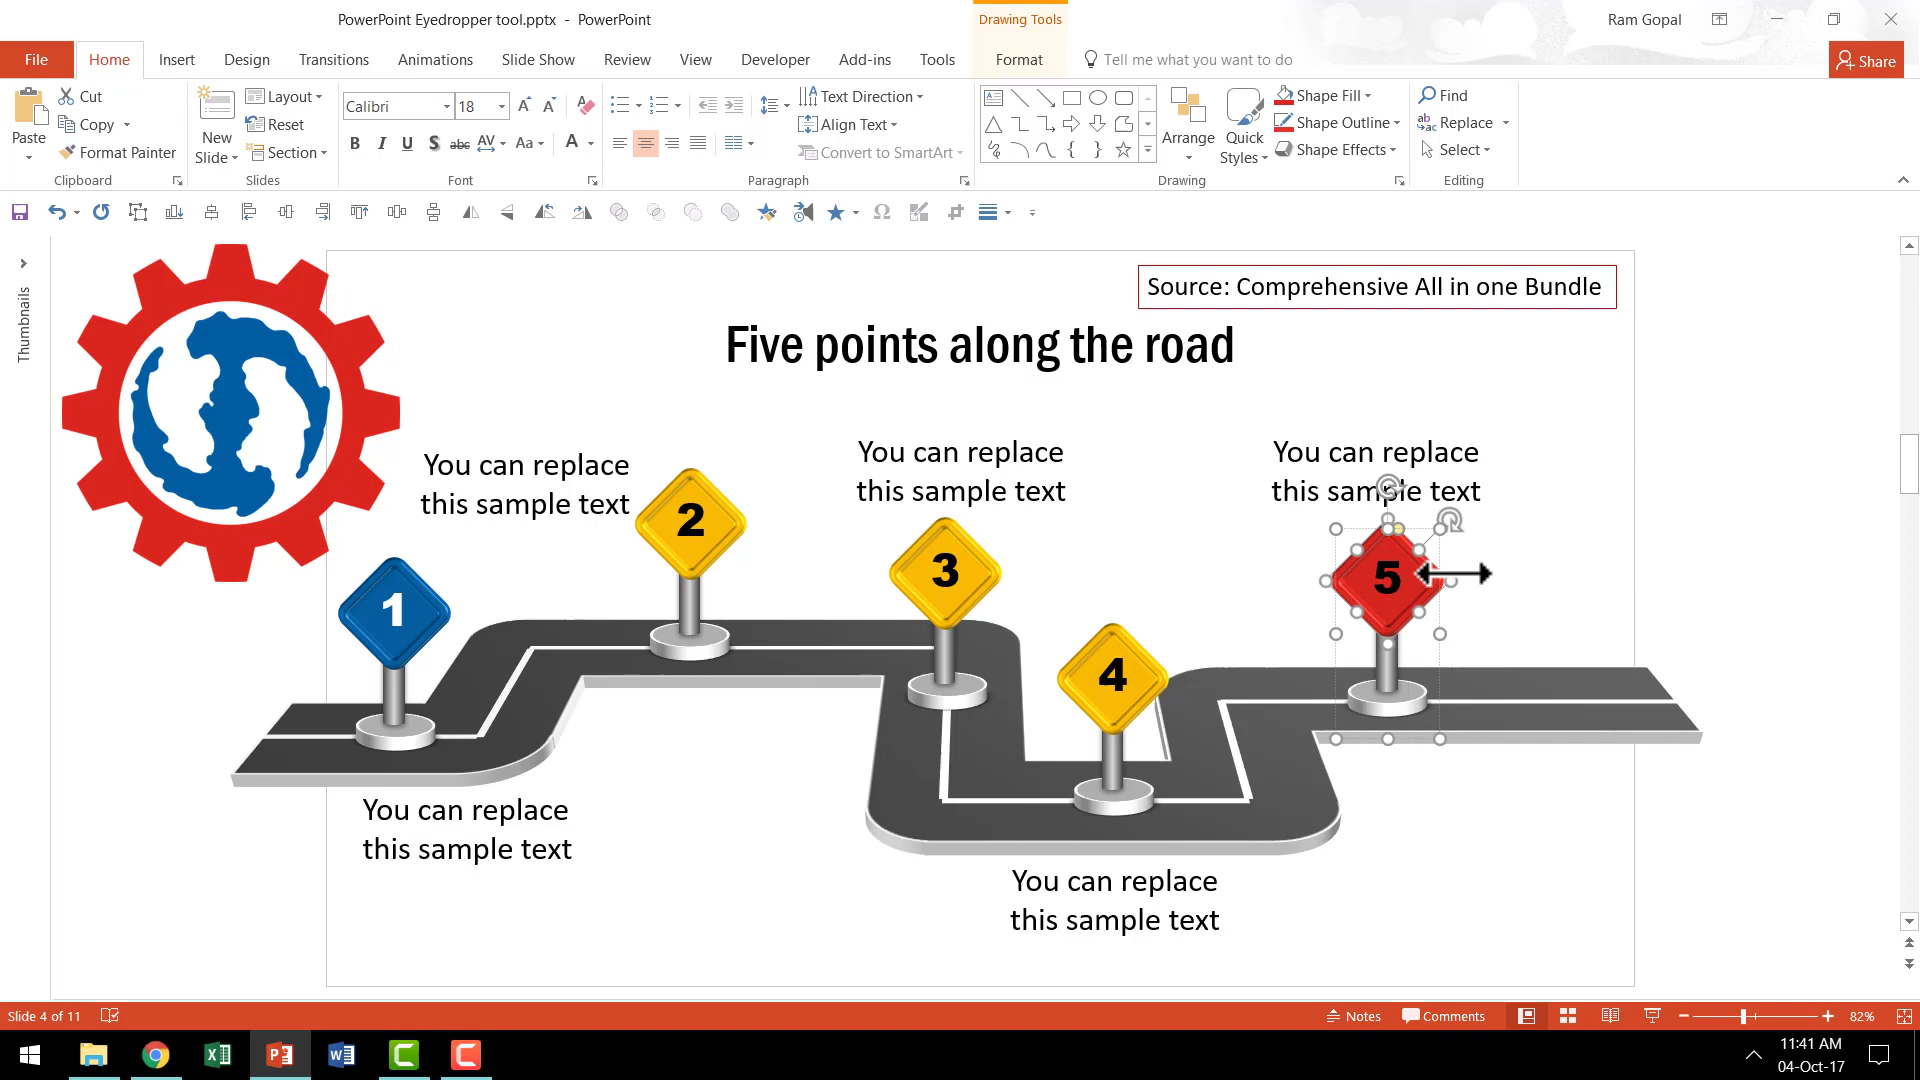 PowerPoint Eyedropper tool.pptx - PowerPoint
Drawing Tools
Ram Gopal
File
Home
Insert
Design
Transitions
Animations
Slide Show
Review
View
Developer
Add-ins
Tools
Format
Tell me what you want to do
Share
Paste
Cut
Copy
Format Painter
Clipboard
New
Slide
Layout
Reset
Section
Slides
Calibri
18
B I U S abc AV Aa A
Font
Text Direction
Align Text
Convert to SmartArt
Paragraph
Arrange
Quick
Styles
Shape Fill
Shape Outline
Shape Effects
Drawing
Find
Replace
Select
Editing
Thumbnails
Source: Comprehensive All in one Bundle
Five points along the road
You can replace
this sample text
You can replace
this sample text
You can replace
this sample text
1
2
3
4
5
You can replace
this sample text
You can replace
this sample text
Slide 4 of 11
Notes
Comments
82%
11:41 AM
04-Oct-17